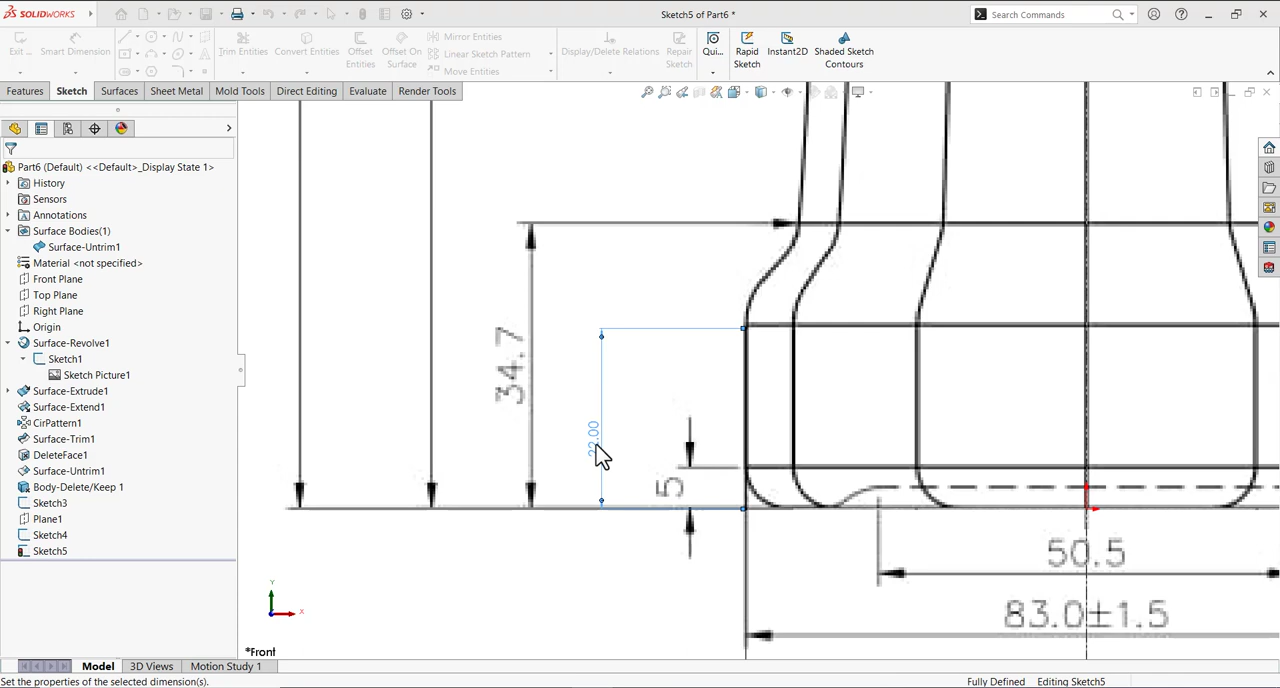 SOLIDWORKS
Sketch5 of Part6 *
Search Commands
Exit ...
Smart Dimension
Trim Entities
Convert Entities
Offset Entities
Offset On Surface
Mirror Entities
Linear Sketch Pattern
Move Entities
Display/Delete Relations
Repair Sketch
Qui...
Rapid Sketch
Instant2D
Shaded Sketch Contours
Features
Sketch
Surfaces
Sheet Metal
Mold Tools
Direct Editing
Evaluate
Render Tools
Part6 (Default) <<Default>_Display State 1>
History
Sensors
Annotations
Surface Bodies(1)
Surface-Untrim1
Material <not specified>
Front Plane
Top Plane
Right Plane
Origin
Surface-Revolve1
Sketch1
Sketch Picture1
Surface-Extrude1
Surface-Extend1
CirPattern1
Surface-Trim1
DeleteFace1
Surface-Untrim1
Body-Delete/Keep 1
Sketch3
Plane1
Sketch4
Sketch5
34.7
22.00
5
50.5
83.0±1.5
Y
X
*Front
Model
3D Views
Motion Study 1
Set the properties of the selected dimension(s).
Fully Defined
Editing Sketch5